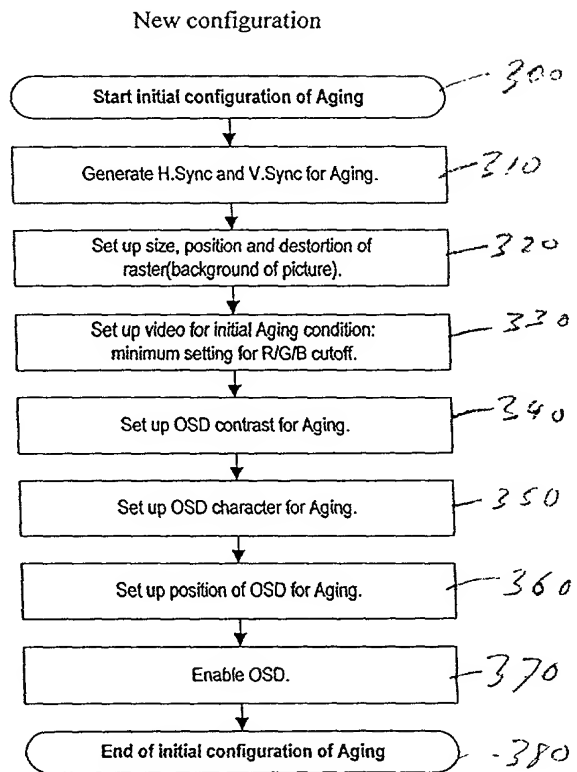 New configuration
Start initial configuration of Aging
300
Generate H.Sync and V.Sync for Aging.
310
Set up size, position and destortion of
raster(background of picture).
320
Set up video for initial Aging condition:
minimum setting for R/G/B cutoff.
330
Set up OSD contrast for Aging.
340
Set up OSD character for Aging.
350
Set up position of OSD for Aging.
360
Enable OSD.
370
End of initial configuration of Aging
380